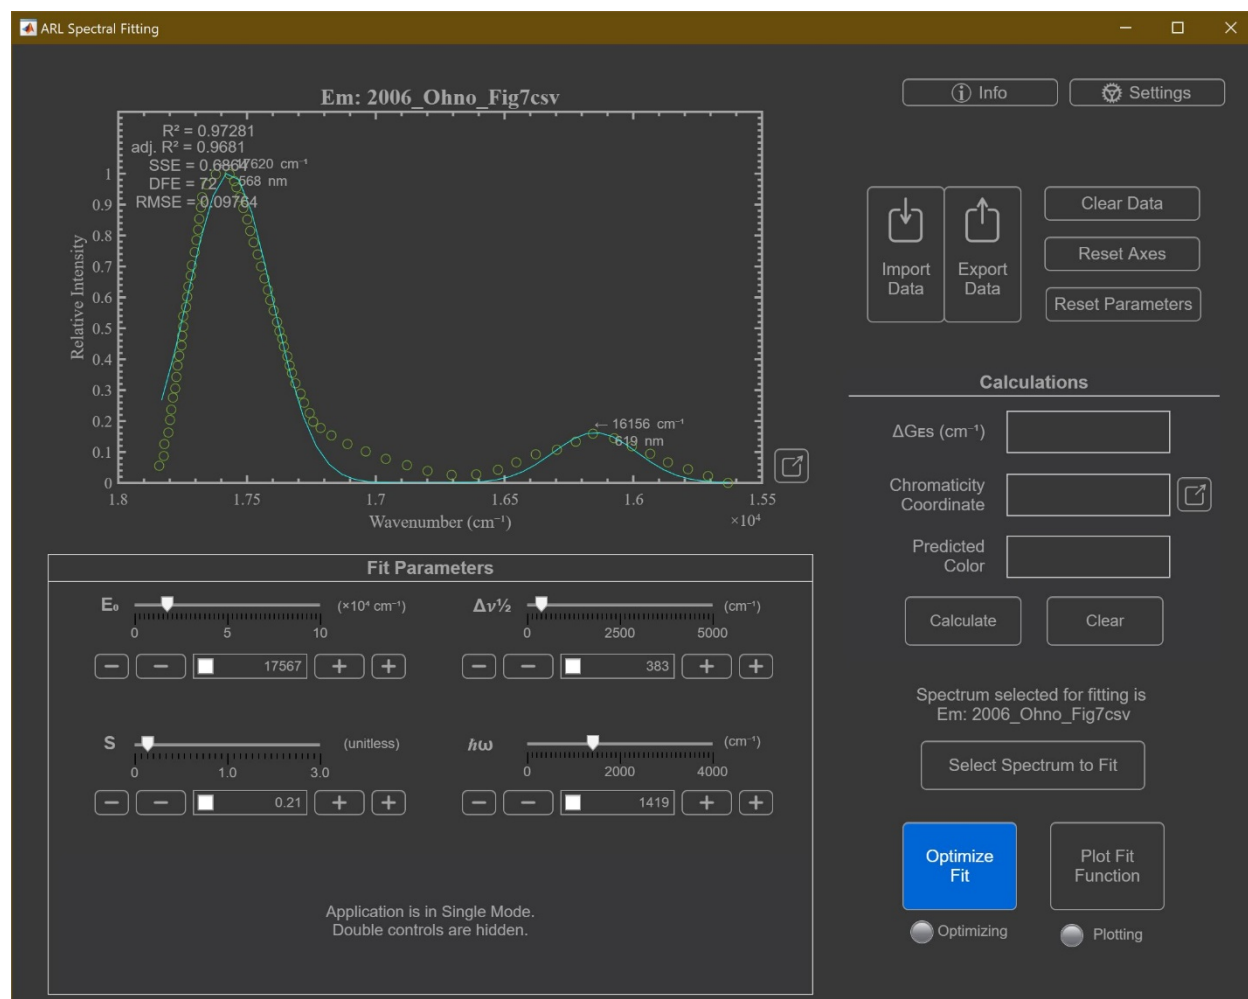 ARL Spectral Fitting
Em: 2006_Ohno_Fig7csv
R² = 0.97281
adj. R² = 0.9681
SSE = 0.6864
17620 cm⁻¹
DFE = 72
568 nm
RMSE = 0.09764
1
0.9
0.8
0.7
0.6
0.5
0.4
0.3
0.2
0.1
0
Relative Intensity
← 16156 cm⁻¹
619 nm
1.8 1.75 1.7 1.65 1.6 1.55
Wavenumber (cm⁻¹)
×10⁴
Info
Settings
Import
Data
Export
Data
Clear Data
Reset Axes
Reset Parameters
Calculations
ΔGᴇs (cm⁻¹)
Chromaticity
Coordinate
Predicted
Color
Calculate
Clear
Spectrum selected for fitting is
Em: 2006_Ohno_Fig7csv
Select Spectrum to Fit
Optimize
Fit
Plot Fit
Function
Optimizing
Plotting
Fit Parameters
E₀
(×10⁴ cm⁻¹)
0 5 10
− − 17567 + +
Δν½
(cm⁻¹)
0 2500 5000
− − 383 + +
S
(unitless)
0 1.0 3.0
− − 0.21 + +
ℏω
(cm⁻¹)
0 2000 4000
− − 1419 + +
Application is in Single Mode.
Double controls are hidden.